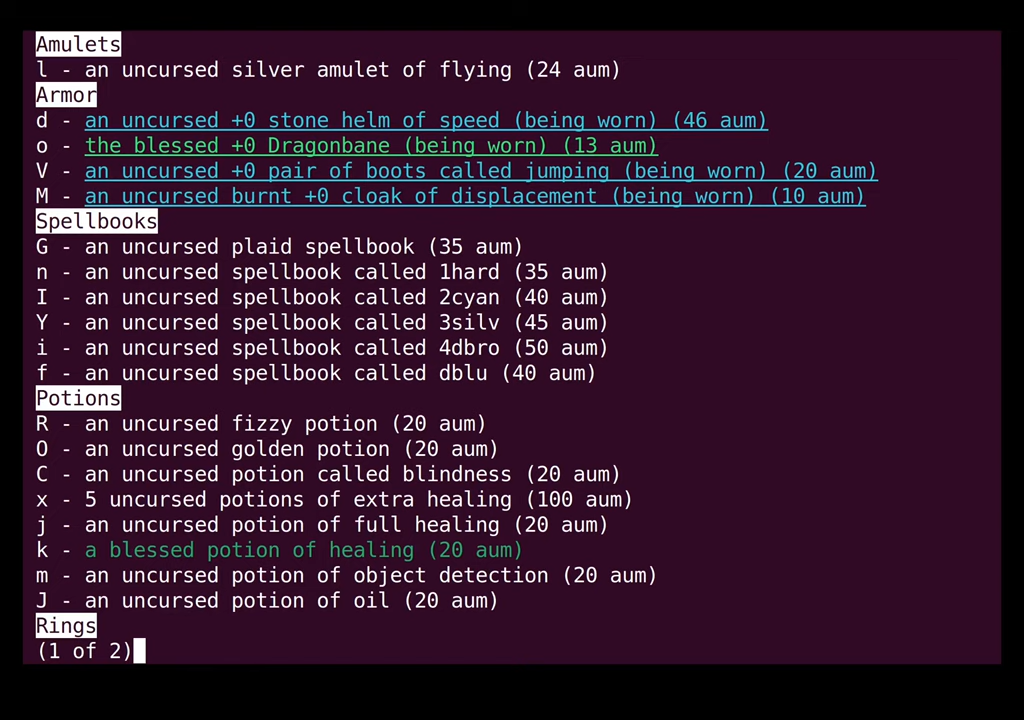 Amulets
l - an uncursed silver amulet of flying (24 aum)
Armor
d - an uncursed +0 stone helm of speed (being worn) (46 aum)
o - the blessed +0 Dragonbane (being worn) (13 aum)
V - an uncursed +0 pair of boots called jumping (being worn) (20 aum)
M - an uncursed burnt +0 cloak of displacement (being worn) (10 aum)
Spellbooks
G - an uncursed plaid spellbook (35 aum)
n - an uncursed spellbook called 1hard (35 aum)
I - an uncursed spellbook called 2cyan (40 aum)
Y - an uncursed spellbook called 3silv (45 aum)
i - an uncursed spellbook called 4dbro (50 aum)
f - an uncursed spellbook called dblu (40 aum)
Potions
R - an uncursed fizzy potion (20 aum)
O - an uncursed golden potion (20 aum)
C - an uncursed potion called blindness (20 aum)
x - 5 uncursed potions of extra healing (100 aum)
j - an uncursed potion of full healing (20 aum)
k - a blessed potion of healing (20 aum)
m - an uncursed potion of object detection (20 aum)
J - an uncursed potion of oil (20 aum)
Rings
(1 of 2)